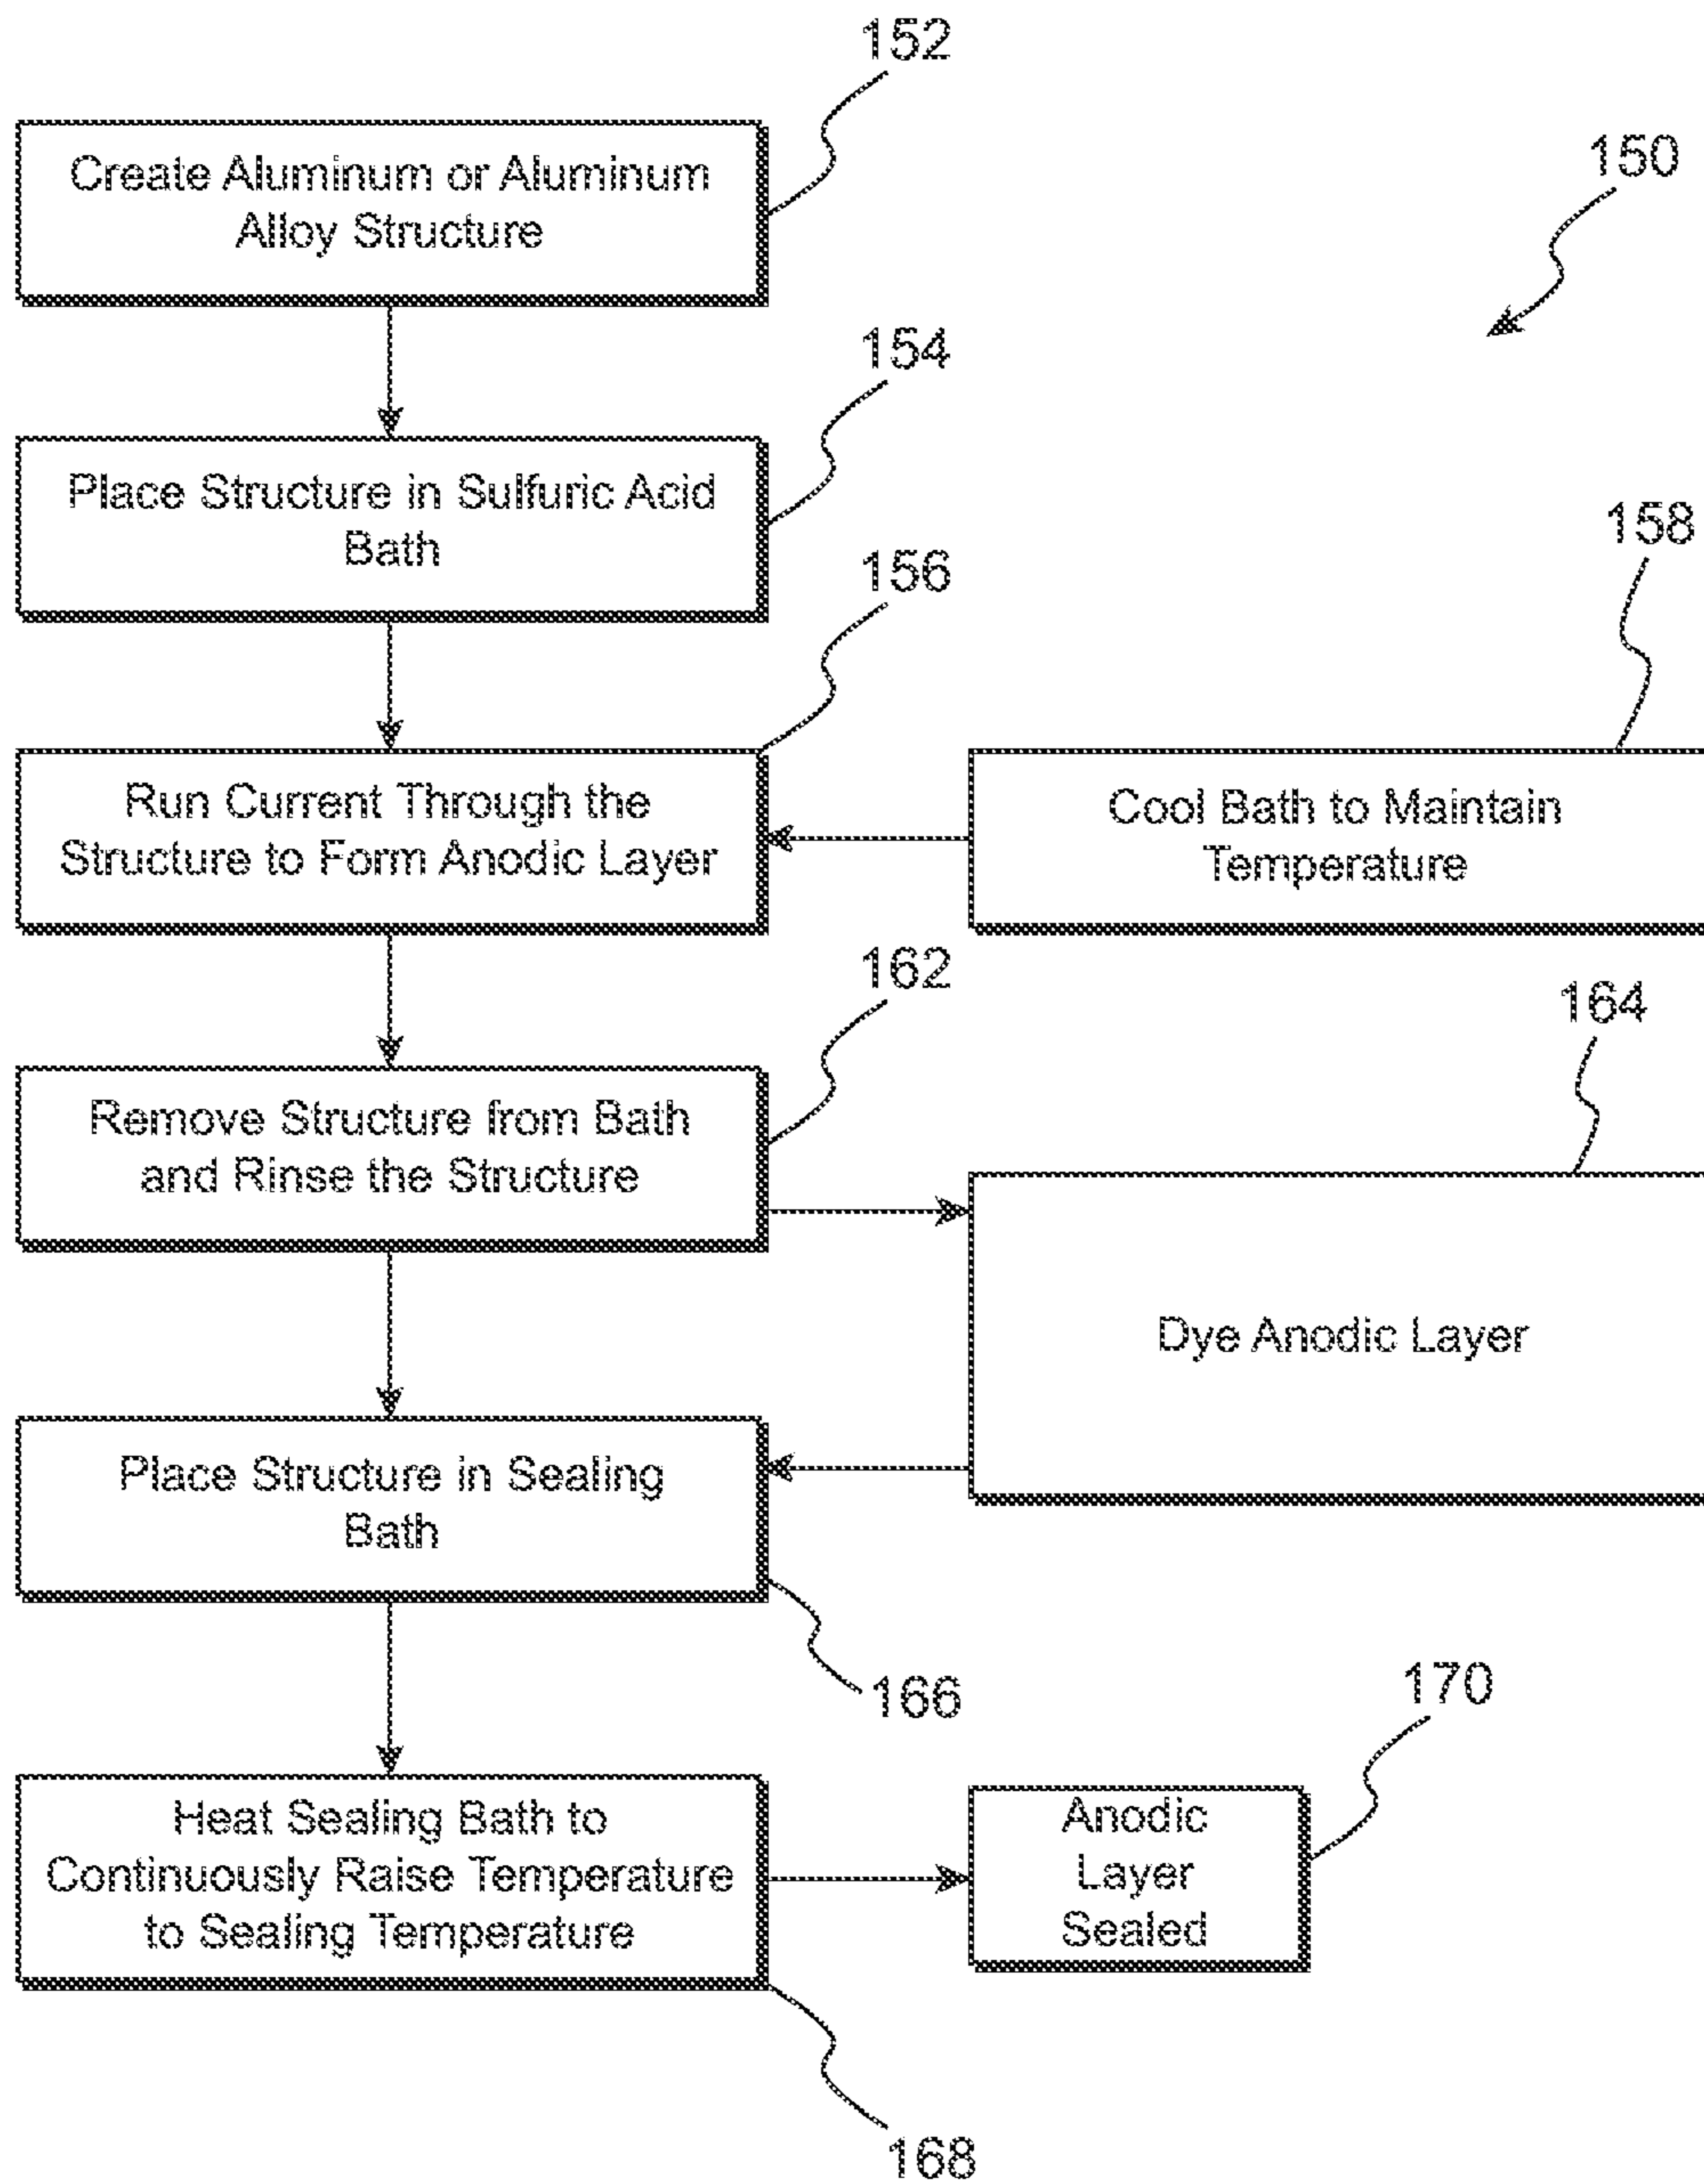 152
Create Aluminum or Aluminum
Alloy Structure
150
154
Place Structure in Sulfuric Acid
Bath
156
158
Run Current Through the
Structure to Form Anodic Layer
Cool Bath to Maintain
Temperature
162
164
Remove Structure from Bath
and Rinse the Structure
Dye Anodic Layer
Place Structure in Sealing
Bath
166
170
Heat Sealing Bath to
Continuously Raise Temperature
to Sealing Temperature
Anodic
Layer
Sealed
168